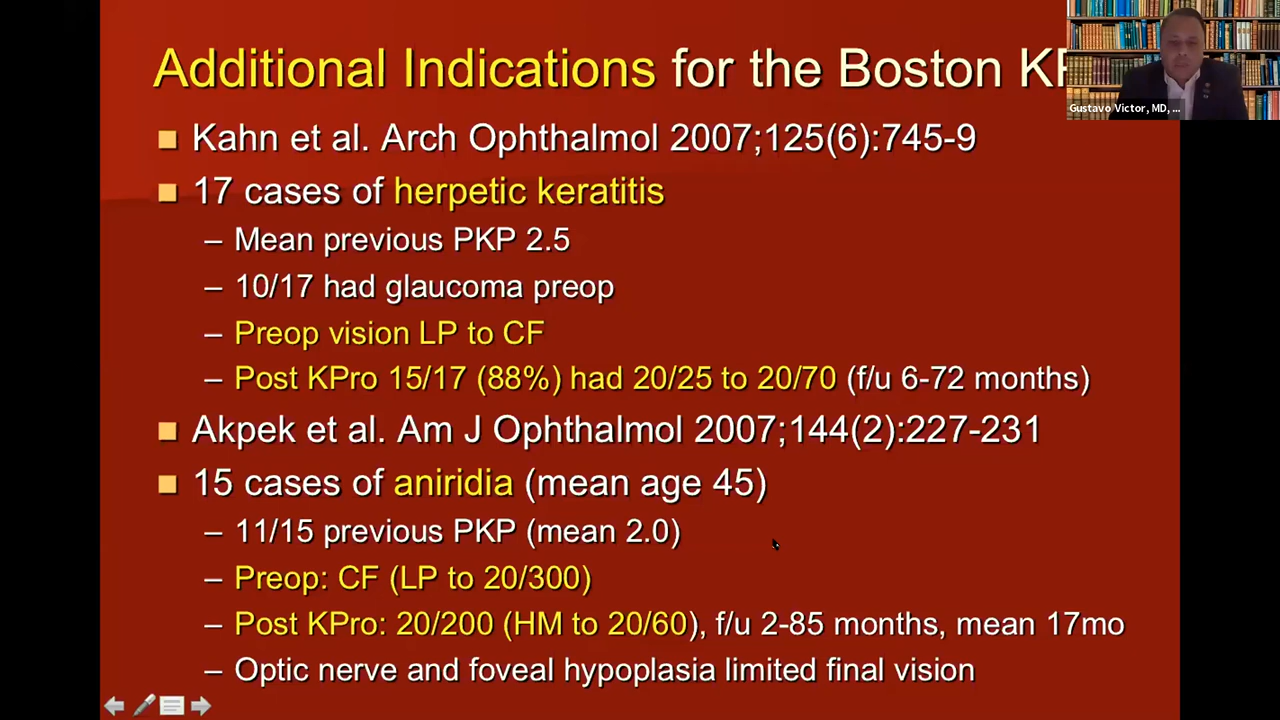 Additional Indications for the Boston KP
Gustavo Victor, MD, ...
Kahn et al. Arch Ophthalmol 2007;125(6):745-9
17 cases of herpetic keratitis
– Mean previous PKP 2.5
– 10/17 had glaucoma preop
– Preop vision LP to CF
– Post KPro 15/17 (88%) had 20/25 to 20/70 (f/u 6-72 months)
Akpek et al. Am J Ophthalmol 2007;144(2):227-231
15 cases of aniridia (mean age 45)
– 11/15 previous PKP (mean 2.0)
– Preop: CF (LP to 20/300)
– Post KPro: 20/200 (HM to 20/60), f/u 2-85 months, mean 17mo
– Optic nerve and foveal hypoplasia limited final vision